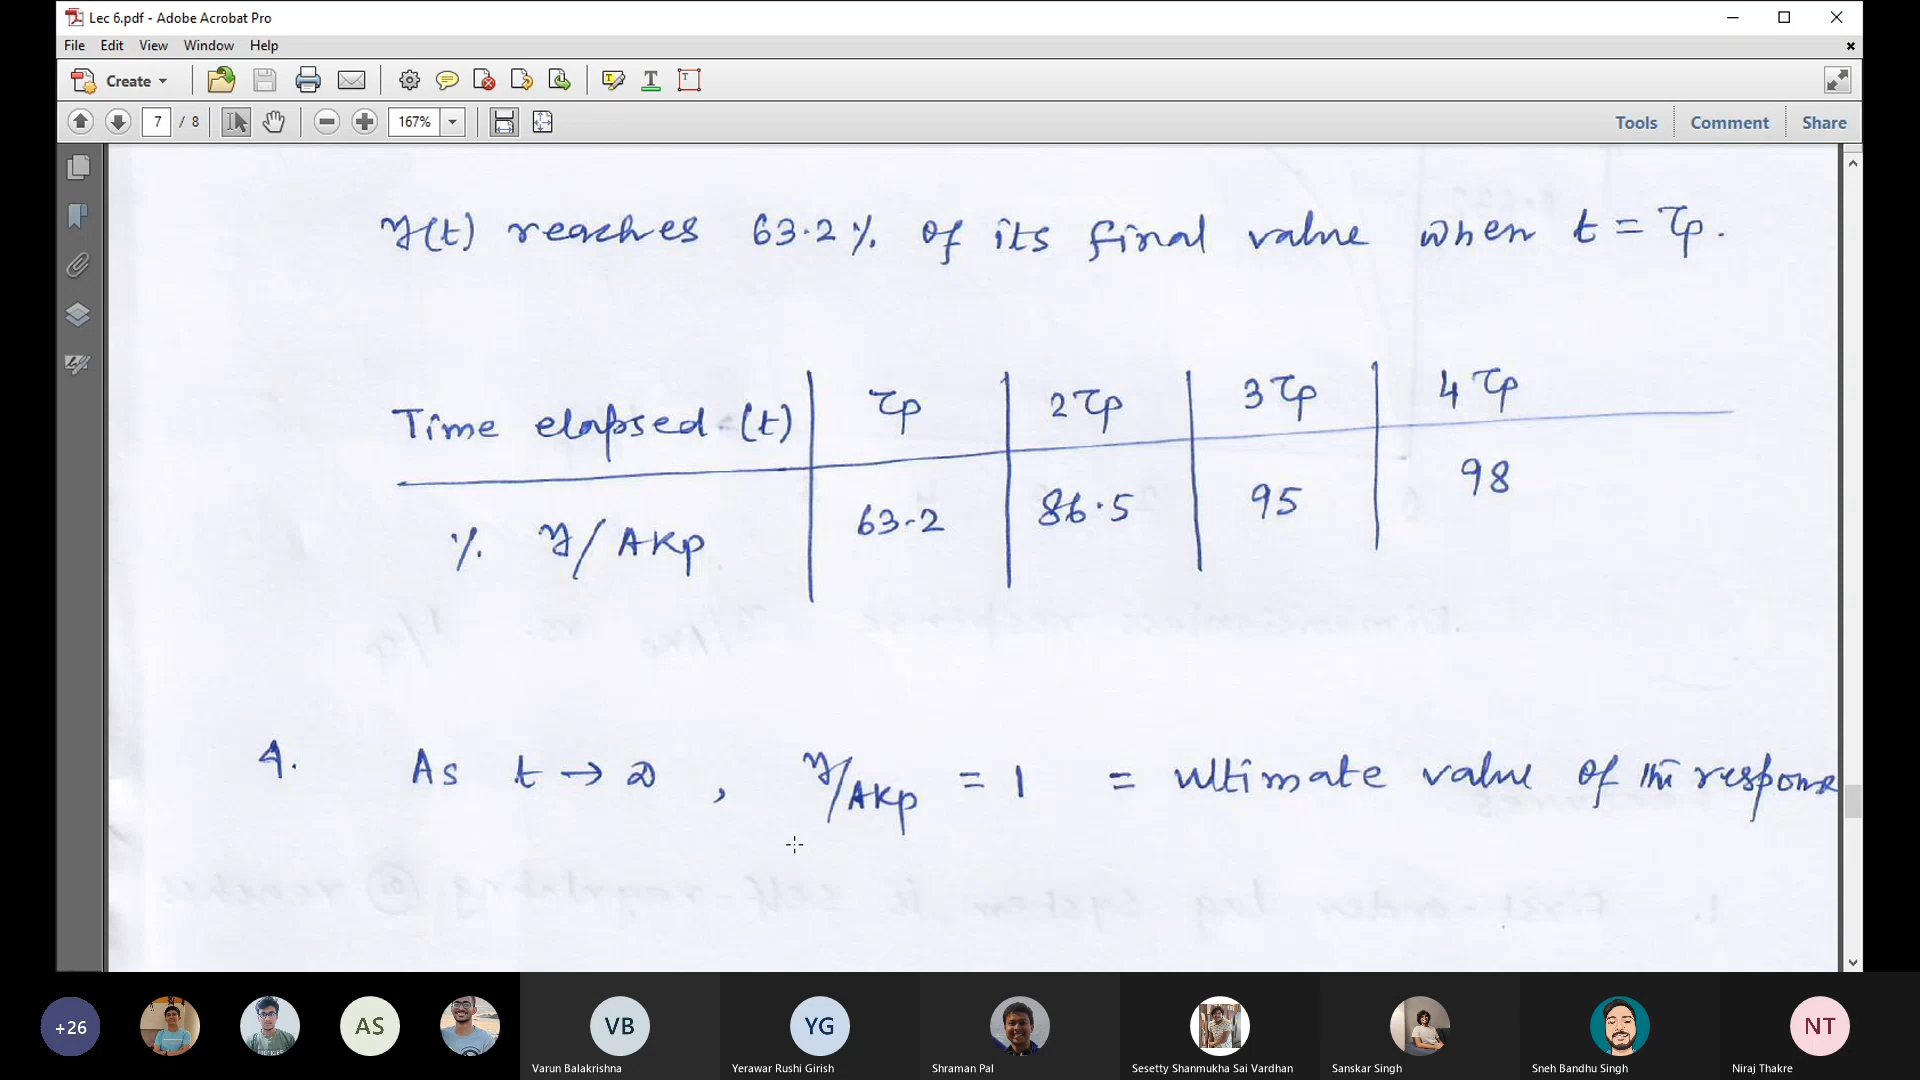 Lec 6.pdf - Adobe Acrobat Pro
File Edit View Window Help
Create
7 / 8 167% Tools Comment Share
y(t) reaches 63.2 % of its final value when t = τp.
Time elapsed (t) τp 2τp 3τp 4τp
% y/AKp 63.2 86.5 95 98
4. As t → ∞, y/AKp = 1 = ultimate value of the response
+26 AS VB YG NT
Varun Balakrishna Yerawar Rushi Girish Shraman Pal Sesetty Shanmukha Sai Vardhan Sanskar Singh Sneh Bandhu Singh Niraj Thakre